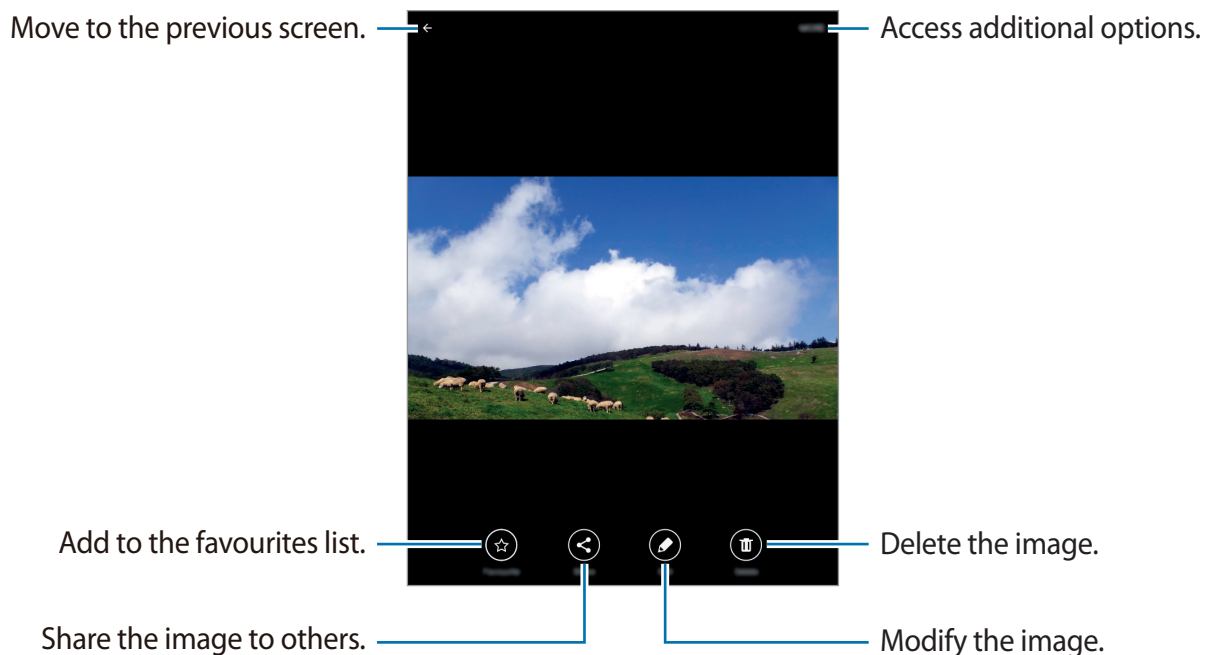 Move to the previous screen.
Access additional options.
Add to the favourites list.
Delete the image.
Share the image to others.
Modify the image.